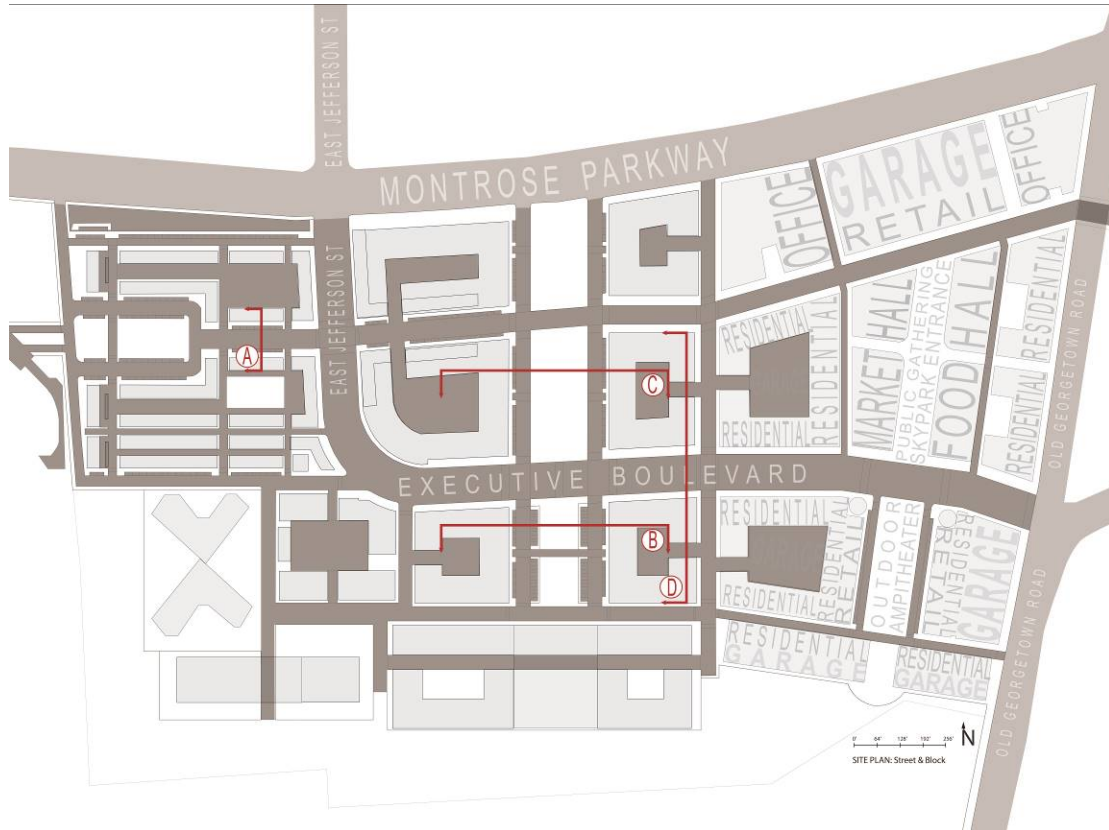 EAST JEFFERSON ST
MONTROSE PARKWAY
OFFICE
GARAGE
RETAIL
OFFICE
EAST JEFFERSON ST
A
C
RESIDENTIAL
RESIDENTIAL
RESIDENTIAL
MARKET HALL
PUBLIC GATHERING
SKYPARK ENTRANCE
FOOD HALL
RESIDENTIAL
RESIDENTIAL
OLD GEORGETOWN ROAD
EXECUTIVE BOULEVARD
B
D
RESIDENTIAL
GARAGE
RESIDENTIAL
RESIDENTIAL
RETAIL
OUTDOOR
AMPITHEATER
RESIDENTIAL
RETAIL
RESIDENTIAL
GARAGE
RESIDENTIAL
GARAGE
RESIDENTIAL
GARAGE
OLD GEORGETOWN ROAD
0' 64' 128' 192' 256'
N
SITE PLAN: Street & Block